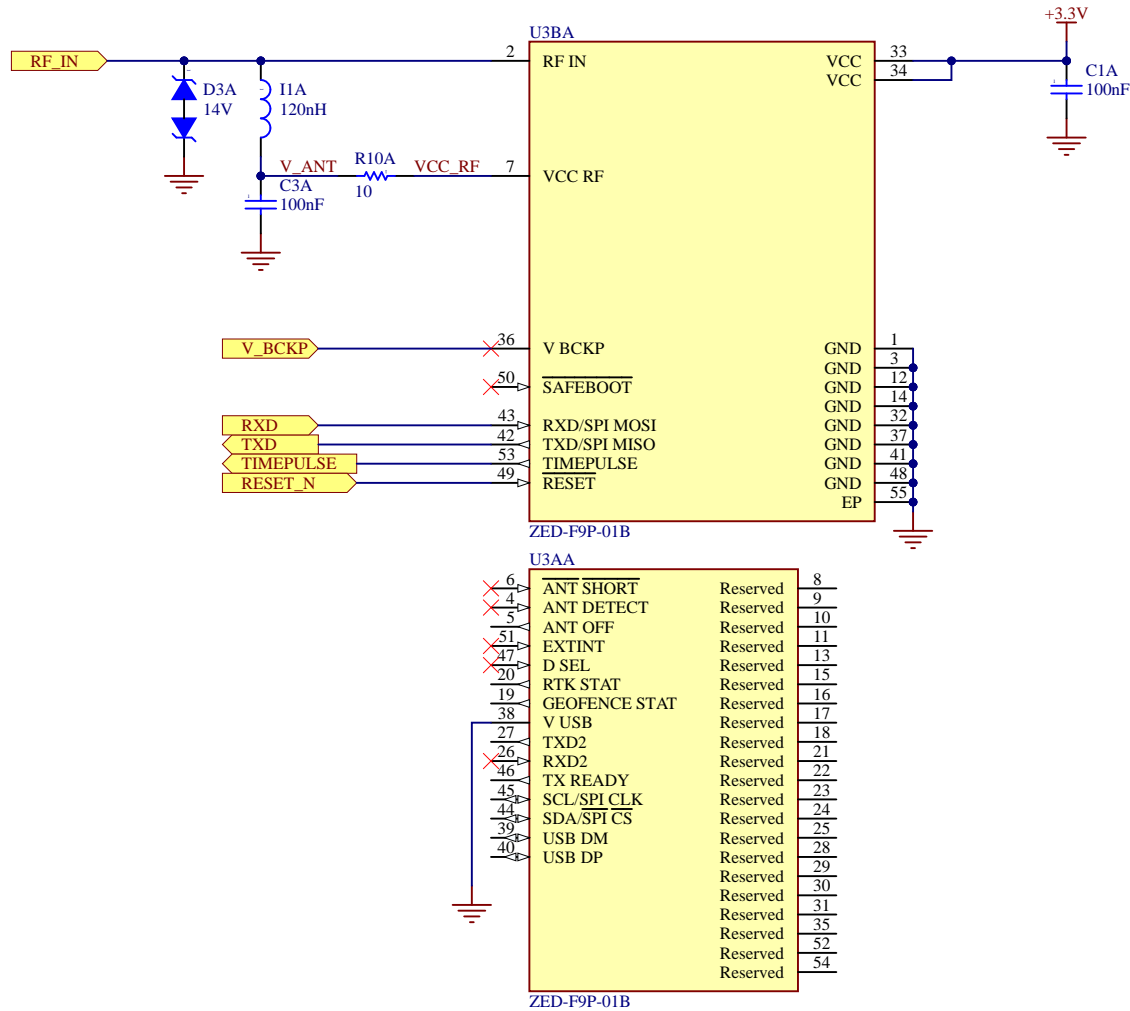 U3BA
+3.3V
RF_IN
2
RF IN
VCC
33
VCC
34
C1A
100nF
D3A
14V
I1A
120nH
V_ANT
R10A
10
VCC_RF
7
VCC RF
C3A
100nF
V_BCKP
36
V BCKP
50
SAFEBOOT
RXD
43
RXD/SPI MOSI
TXD
42
TXD/SPI MISO
TIMEPULSE
53
TIMEPULSE
RESET_N
49
RESET
GND
1
GND
3
GND
12
GND
14
GND
32
GND
37
GND
41
GND
48
EP
55
ZED-F9P-01B
U3AA
6
ANT SHORT
Reserved
8
4
ANT DETECT
Reserved
9
5
ANT OFF
Reserved
10
51
EXTINT
Reserved
11
47
D SEL
Reserved
13
20
RTK STAT
Reserved
15
19
GEOFENCE STAT
Reserved
16
38
V USB
Reserved
17
27
TXD2
Reserved
18
26
RXD2
Reserved
21
46
TX READY
Reserved
22
45
SCL/SPI CLK
Reserved
23
44
SDA/SPI CS
Reserved
24
39
USB DM
Reserved
25
40
USB DP
Reserved
28
Reserved
29
Reserved
30
Reserved
31
Reserved
35
Reserved
52
Reserved
54
ZED-F9P-01B